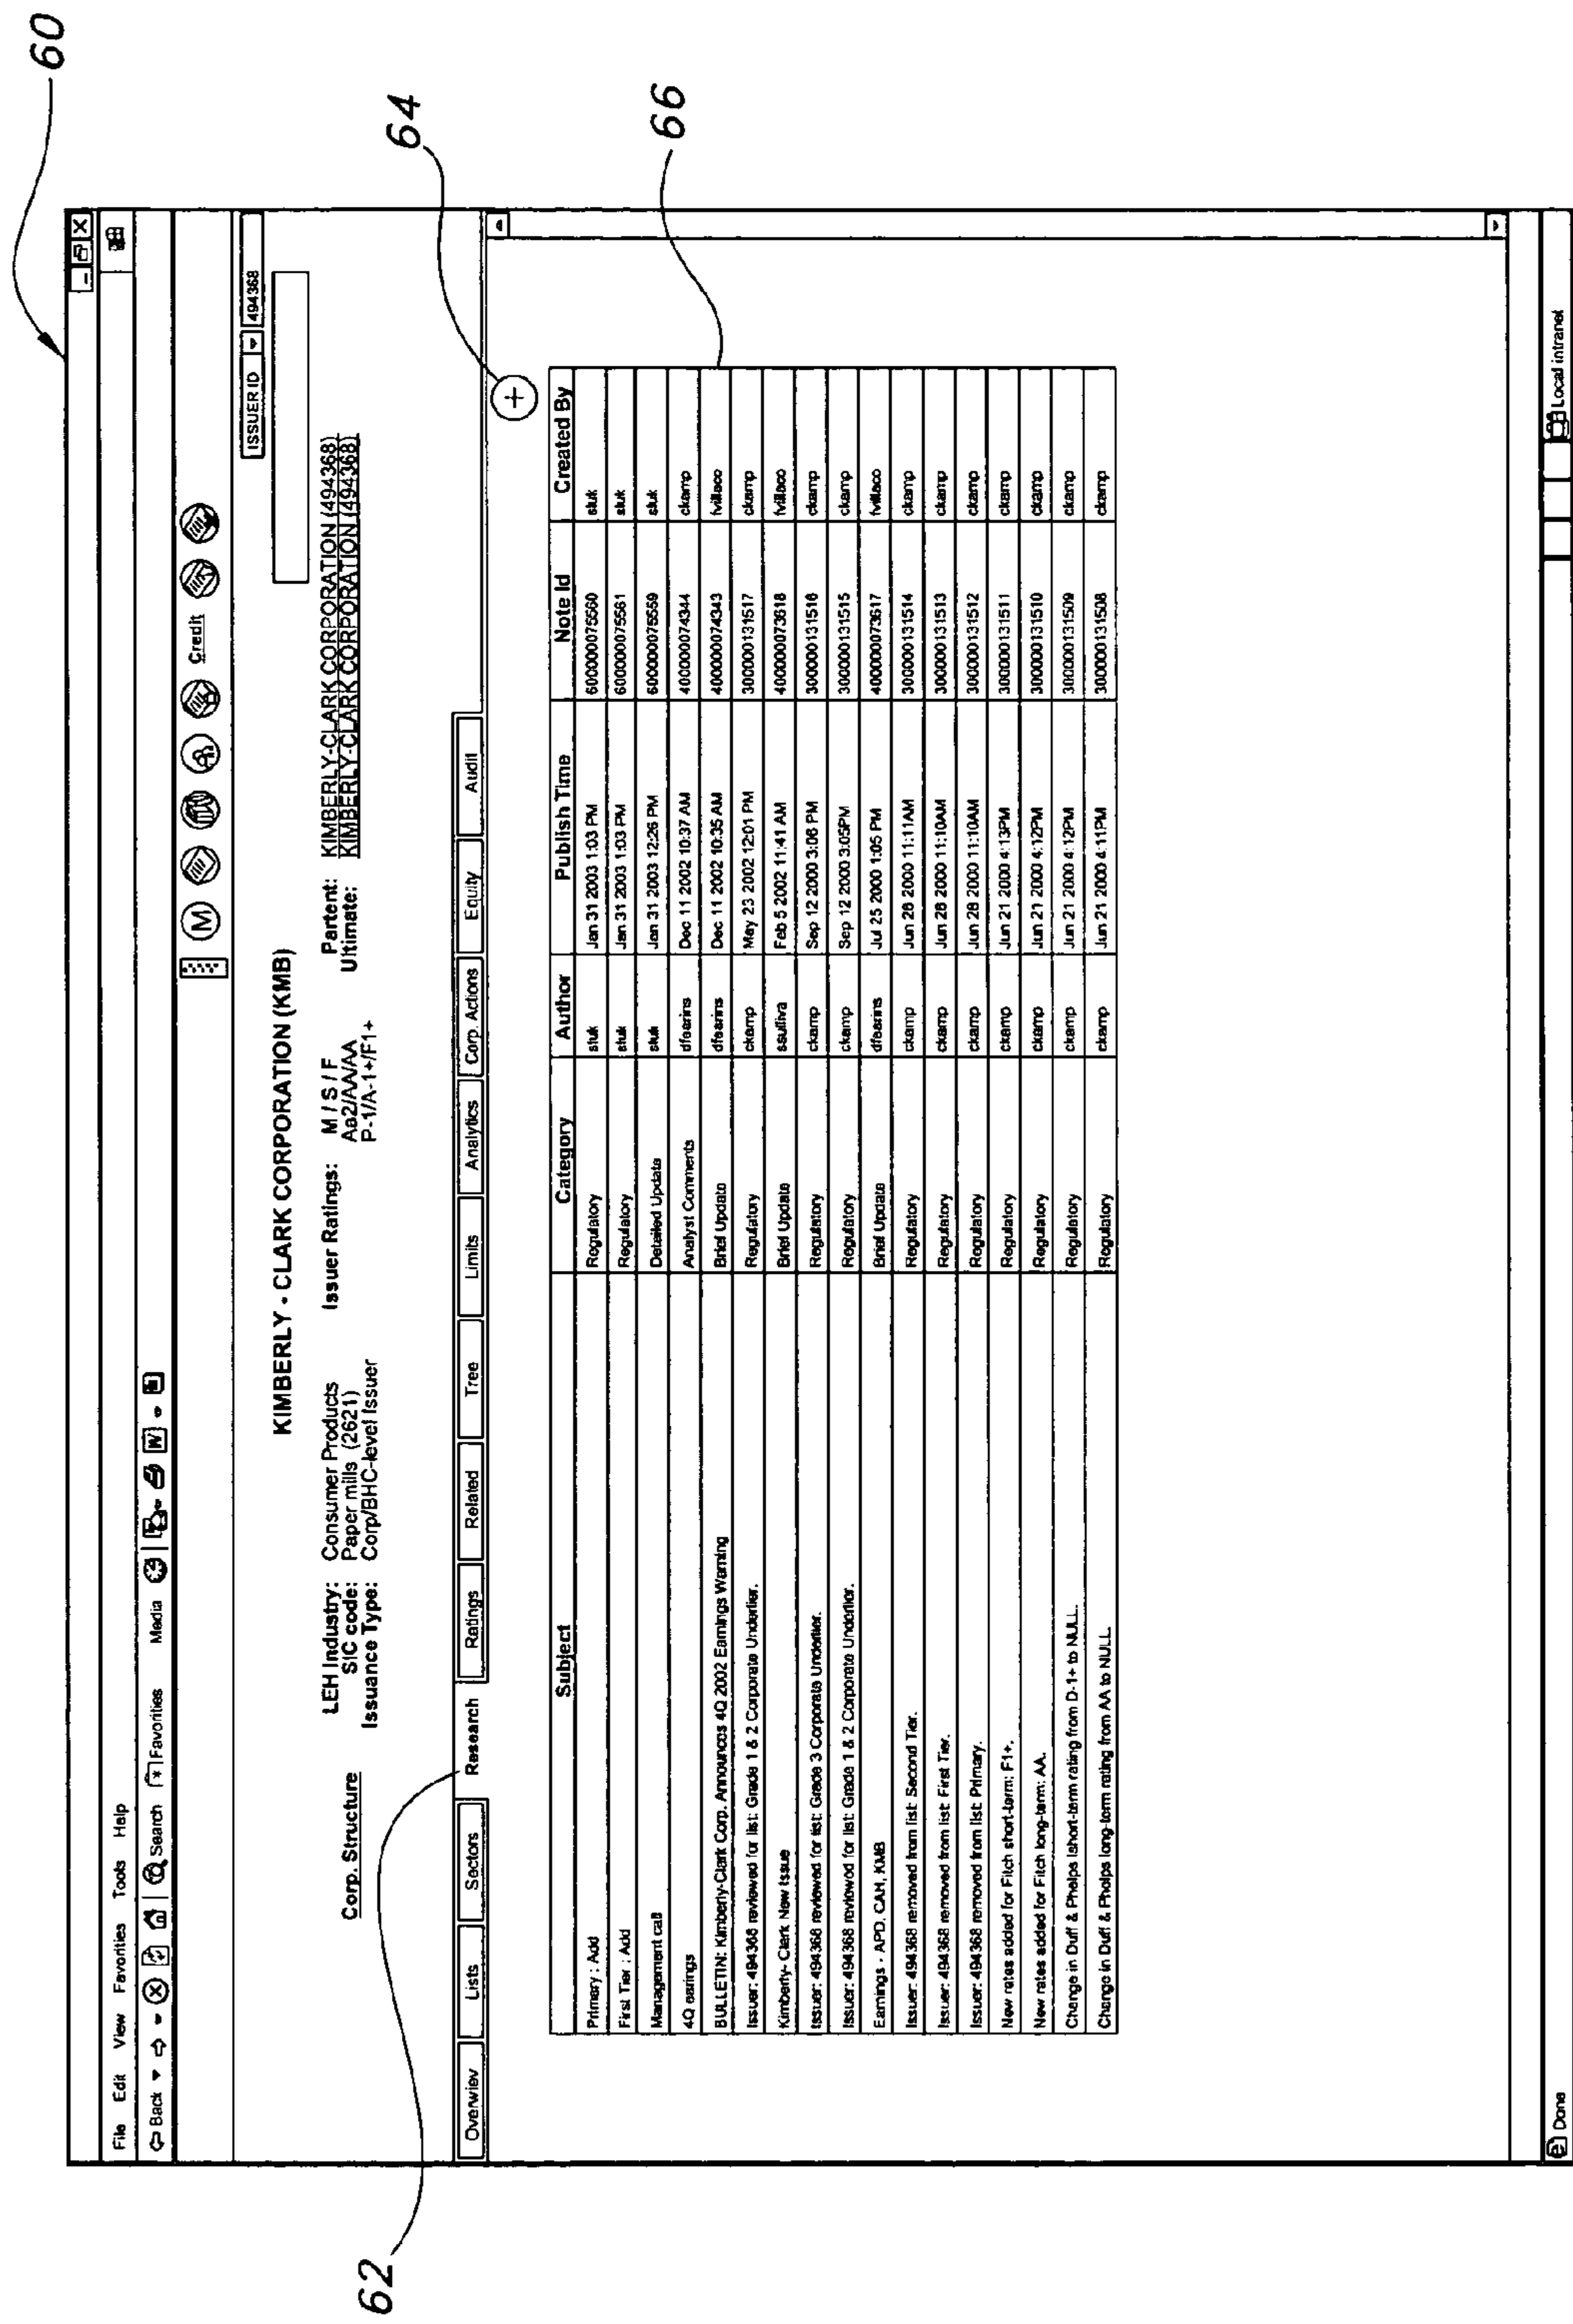 60
File Edit View Favorites Tools Help
Back Search Favorites Media W
M Credit
ISSUER ID 494368
KIMBERLY - CLARK CORPORATION (KMB)
Corp. Structure LEH Industry: Consumer Products Issuer Ratings: M / S / F Partent: KIMBERLY-CLARK CORPORATION (494368)
SIC code: Paper mills (2621) Aa2/AA/AA Ultimate: KIMBERLY-CLARK CORPORATION (494368)
Issuance Type: Corp/BHC-level Issuer P-1/A-1+/F1+
62
64
Overwiev Lists Sectors Research Ratings Related Tree Limits Analytics Corp. Actions Equity Audit
+
66
Subject Category Author Publish Time Note Id Created By
Primery : Add Regulatory stuk Jan 31 2003 1:03 PM 600000075560 stuk
First Tier : Add Regulatory stuk Jan 31 2003 1:03 PM 600000075561 stuk
Management call Detailed Update stuk Jan 31 2003 12:26 PM 600000075559 stuk
4Q earings Analyst Comments dfearins Dec 11 2002 10:37 AM 400000074344 ckamp
BULLETIN: Kimberly-Clark Corp. Announces 4Q 2002 Earning Warning Brief Update dfearins Dec 11 2002 10:35 AM 400000074343 fvillaco
Issuer: 494368 reviewed for list: Grade 1 & 2 Corporate Undertier. Regulatory ckamp May 23 2002 12:01 PM 300000131517 ckamp
Kimberly- Clark New Issue Brief Update ssulliva Feb 5 2002 11:41 AM 400000073618 fvillaco
Issuer: 494368 reviewed for list: Grade 3 Corporate Undertier. Regulatory ckamp Sep 12 2000 3:06 PM 300000131516 ckamp
Issuer: 494368 reviewed for list: Grade 1 & 2 Corporate Undertier. Regulatory ckamp Sep 12 2000 3:05PM 300000131515 ckamp
Earnings - APD, CAH, KMB Brief Update dfearins Jul 25 2000 1:05 PM 400000073617 fvillaco
Issuer: 494368 removed from list: Second Tier. Regulatory ckamp Jun 28 2000 11:11AM 300000131514 ckamp
Issuer: 494368 removed from list: First Tier. Regulatory ckamp Jun 28 2000 11:10AM 300000131513 ckamp
Issuer: 494368 removed from list: Primary. Regulatory ckamp Jun 28 2000 11:10AM 300000131512 ckamp
New rates added for Fitch short-term: F1+. Regulatory ckamp Jun 21 2000 4:13PM 300000131511 ckamp
New rates added for Fitch long-term: AA. Regulatory ckamp Jun 21 2000 4:12PM 300000131510 ckamp
Change in Duff & Phelps short-term rating from D-1+ to NULL. Regulatory ckamp Jun 21 2000 4:12PM 300000131509 ckamp
Change in Duff & Phelps long-term rating from AA to NULL. Regulatory ckamp Jun 21 2000 4:11PM 300000131508 ckamp
Done Local intranet